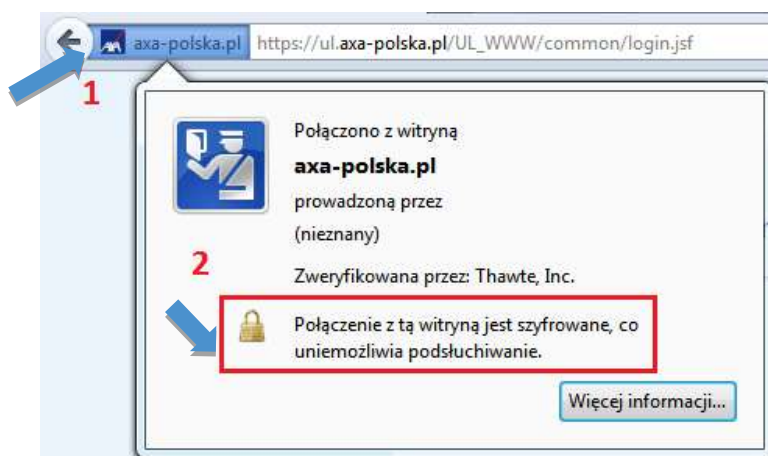 axa-polska.pl https://ul.axa-polska.pl/UL_WWW/common/login.jsf
1
Połączono z witryną
axa-polska.pl
prowadzoną przez
(nieznany)
2
Zweryfikowana przez: Thawte, Inc.
Połączenie z tą witryną jest szyfrowane, co
uniemożliwia podsłuchiwanie.
Więcej informacji...